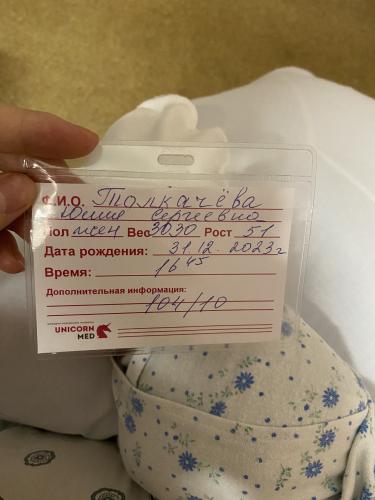 Ф.И.О. Толкачёва
Юлия Сергеевна
Пол жен Вес 3030 Рост 51
Дата рождения: 31.12.2023г
Время: 16 45
Дополнительная информация:
104/10
UNICORN
MED